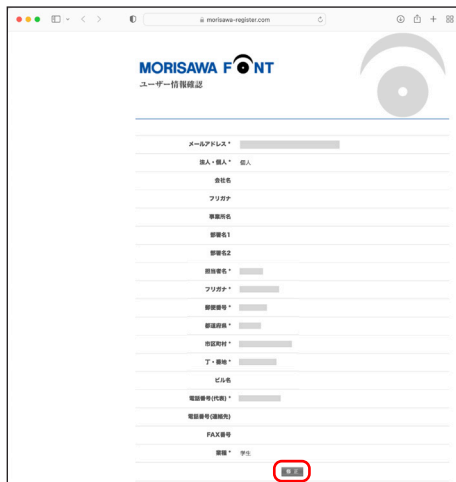 morisawa-register.com
MORISAWA FONT
ユーザー情報確認
メールアドレス *
法人・個人 * 個人
会社名
フリガナ
事業所名
部署名1
部署名2
担当者名 *
フリガナ *
郵便番号 *
都道府県 *
市区町村 *
丁・番地 *
ビル名
電話番号(代表) *
電話番号(連絡先)
FAX番号
業種 * 学生